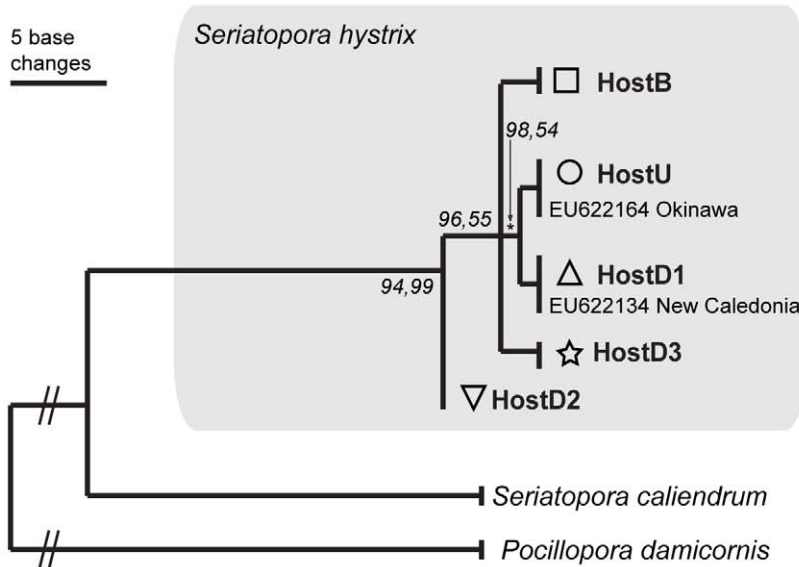 5 base
changes
Seriatopora hystrix
HostB
98,54
HostU
96,55
*
EU622164 Okinawa
94,99
HostD1
EU622134 New Caledonia
HostD3
HostD2
Seriatopora caliendrum
Pocillopora damicornis